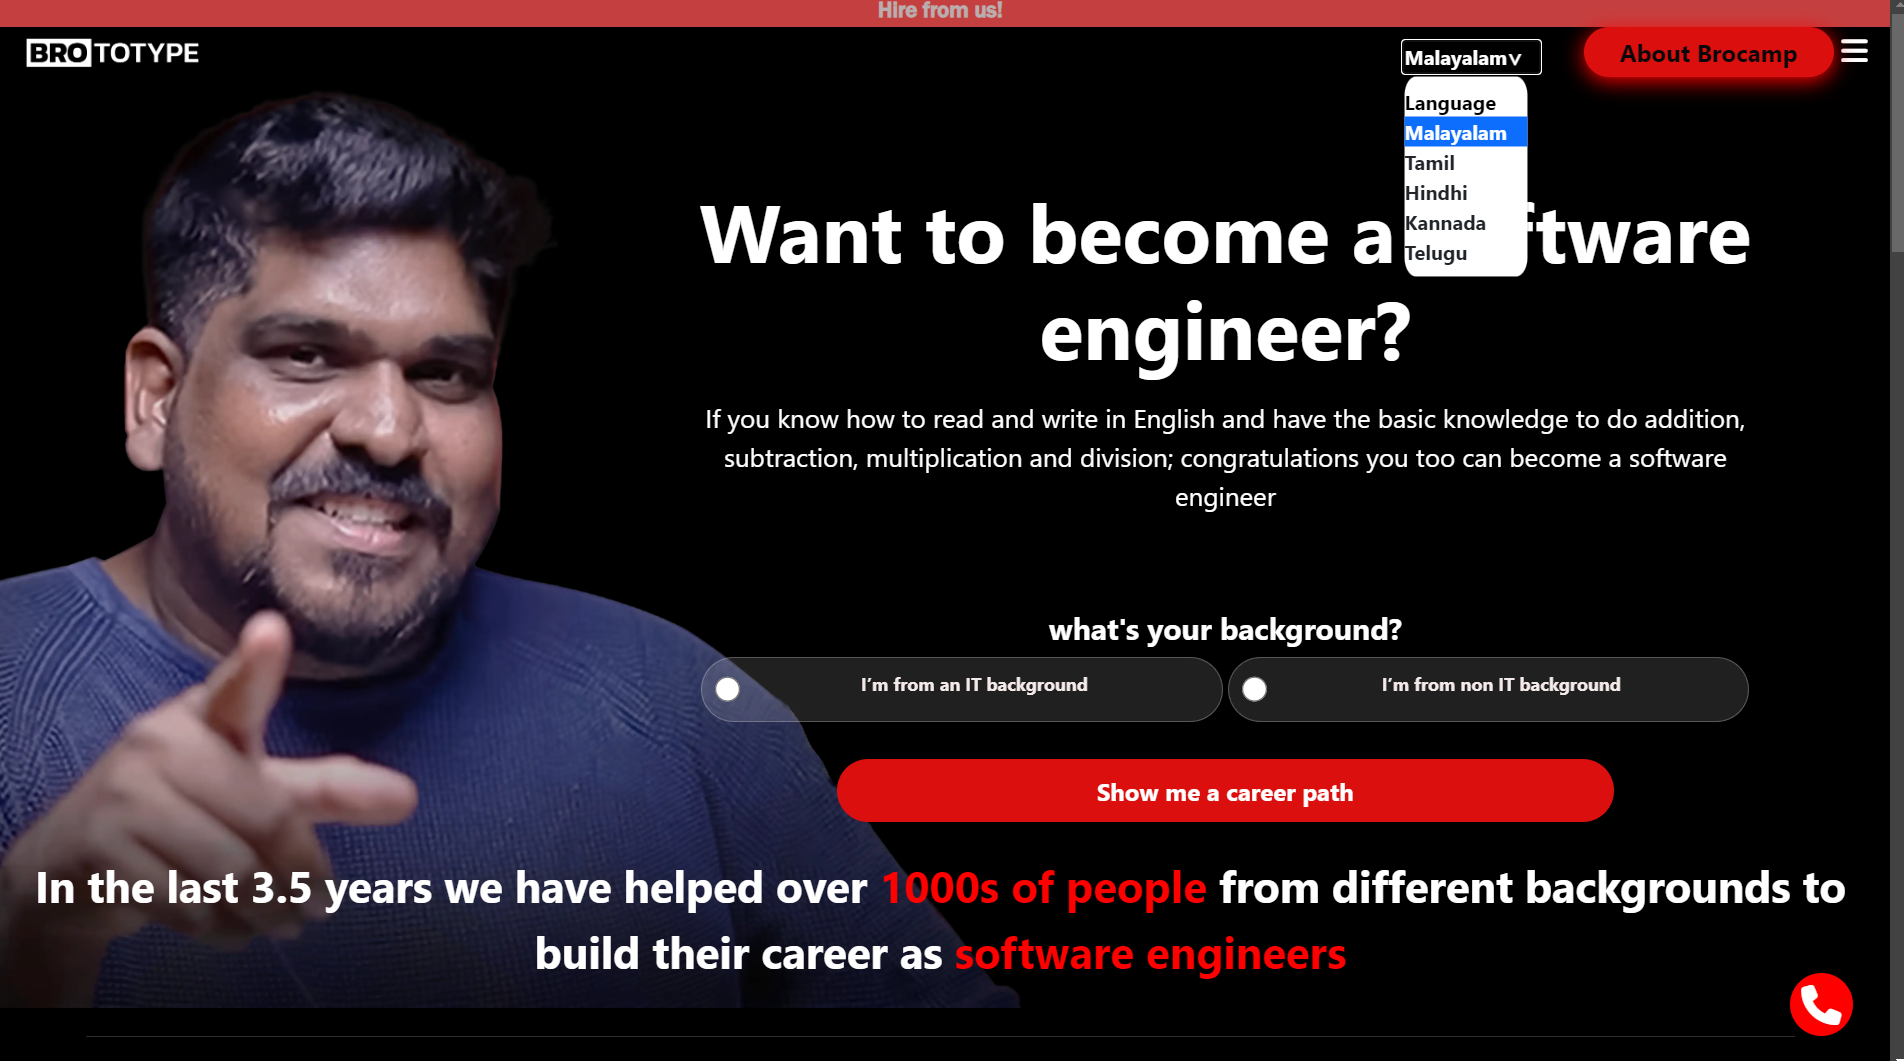 Hire from us!
BROTOTYPE
Malayalam
About Brocamp
Language
Malayalam
Tamil
Hindhi
Kannada
Telugu
Want to become a ftware
engineer?
If you know how to read and write in English and have the basic knowledge to do addition,
subtraction, multiplication and division; congratulations you too can become a software
engineer
what's your background?
I’m from an IT background
I’m from non IT background
Show me a career path
In the last 3.5 years we have helped over 1000s of people from different backgrounds to
build their career as software engineers